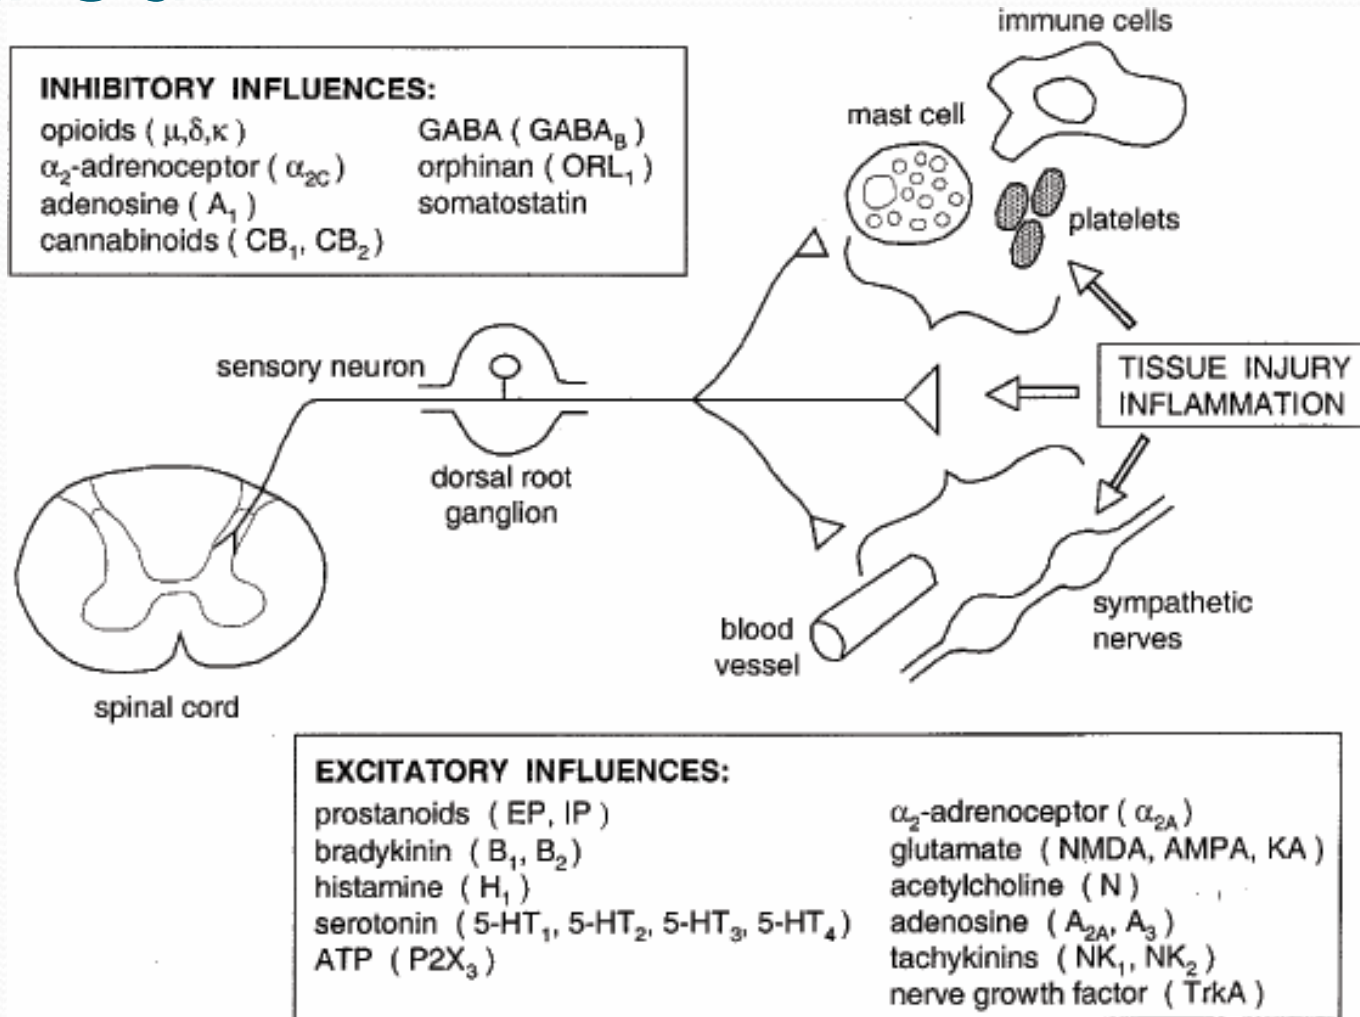 immune cells
INHIBITORY INFLUENCES:
opioids ( μ,δ,κ ) GABA ( GABA_B )
α₂-adrenoceptor ( α₂C ) orphinan ( ORL₁ )
adenosine ( A₁ ) somatostatin
cannabinoids ( CB₁, CB₂ )
mast cell
platelets
sensory neuron
TISSUE INJURY
INFLAMMATION
dorsal root
ganglion
blood
vessel
sympathetic
nerves
spinal cord
EXCITATORY INFLUENCES:
prostanoids ( EP, IP ) α₂-adrenoceptor ( α₂A )
bradykinin ( B₁, B₂ ) glutamate ( NMDA, AMPA, KA )
histamine ( H₁ ) acetylcholine ( N )
serotonin ( 5-HT₁, 5-HT₂, 5-HT₃, 5-HT₄ ) adenosine ( A₂A, A₃ )
ATP ( P2X₃ ) tachykinins ( NK₁, NK₂ )
nerve growth factor ( TrkA )